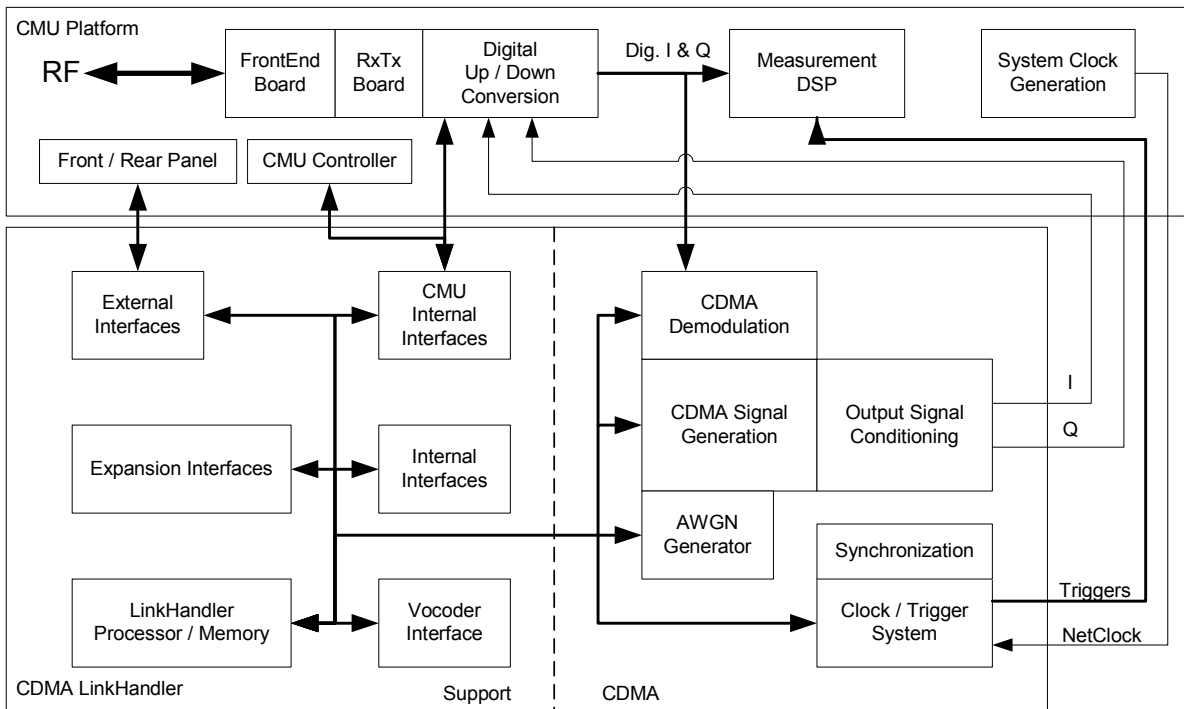 CMU Platform
RF
FrontEnd
Board
RxTx
Board
Digital
Up / Down
Conversion
Dig. I & Q
Measurement
DSP
System Clock
Generation
Front / Rear Panel
CMU Controller
External
Interfaces
CMU
Internal
Interfaces
CDMA
Demodulation
CDMA Signal
Generation
Output Signal
Conditioning
I
Q
Expansion Interfaces
Internal
Interfaces
AWGN
Generator
Synchronization
LinkHandler
Processor / Memory
Vocoder
Interface
Clock / Trigger
System
Triggers
NetClock
CDMA LinkHandler
Support
CDMA